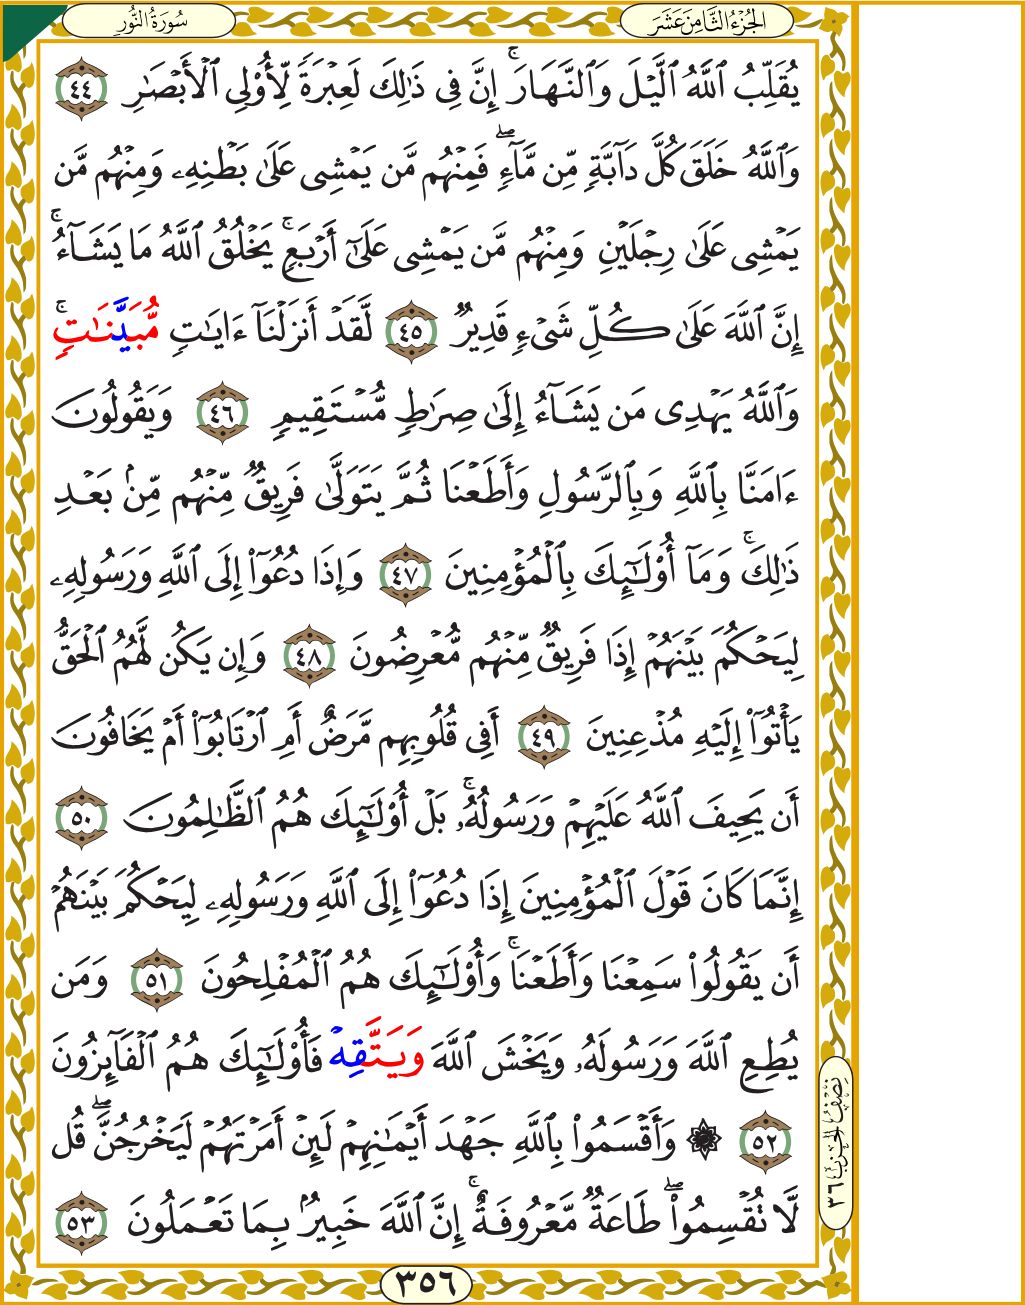 الجُزْءُ الثَّامِنَ عَشَرَ
سُورَةُ النُّورِ
يُقَلِّبُ ٱللَّهُ ٱلَّيْلَ وَٱلنَّهَارَۚ إِنَّ فِى ذَٰلِكَ لَعِبْرَةً لِّأُو۟لِى ٱلْأَبْصَٰرِ ٤٤
وَٱللَّهُ خَلَقَ كُلَّ دَآبَّةٍ مِّن مَّآءٍۖ فَمِنْهُم مَّن يَمْشِى عَلَىٰ بَطْنِهِۦ وَمِنْهُم مَّن
يَمْشِى عَلَىٰ رِجْلَيْنِ وَمِنْهُم مَّن يَمْشِى عَلَىٰٓ أَرْبَعٍۚ يَخْلُقُ ٱللَّهُ مَا يَشَآءُۚ
إِنَّ ٱللَّهَ عَلَىٰ كُلِّ شَىْءٍ قَدِيرٌ ٤٥ لَّقَدْ أَنزَلْنَآ ءَايَٰتٍ مُّبَيَّنَٰتٍۚ
وَٱللَّهُ يَهْدِى مَن يَشَآءُ إِلَىٰ صِرَٰطٍ مُّسْتَقِيمٍ ٤٦ وَيَقُولُونَ
ءَامَنَّا بِٱللَّهِ وَبِٱلرَّسُولِ وَأَطَعْنَا ثُمَّ يَتَوَلَّىٰ فَرِيقٌ مِّنْهُم مِّنۢ بَعْدِ
ذَٰلِكَۚ وَمَآ أُو۟لَٰٓئِكَ بِٱلْمُؤْمِنِينَ ٤٧ وَإِذَا دُعُوٓا۟ إِلَى ٱللَّهِ وَرَسُولِهِۦ
لِيَحْكُمَ بَيْنَهُمْ إِذَا فَرِيقٌ مِّنْهُم مُّعْرِضُونَ ٤٨ وَإِن يَكُن لَّهُمُ ٱلْحَقُّ
يَأْتُوٓا۟ إِلَيْهِ مُذْعِنِينَ ٤٩ أَفِى قُلُوبِهِم مَّرَضٌ أَمِ ٱرْتَابُوٓا۟ أَمْ يَخَافُونَ
أَن يَحِيفَ ٱللَّهُ عَلَيْهِمْ وَرَسُولُهُۥۚ بَلْ أُو۟لَٰٓئِكَ هُمُ ٱلظَّٰلِمُونَ ٥٠
إِنَّمَا كَانَ قَوْلَ ٱلْمُؤْمِنِينَ إِذَا دُعُوٓا۟ إِلَى ٱللَّهِ وَرَسُولِهِۦ لِيَحْكُمَ بَيْنَهُمْ
أَن يَقُولُوا۟ سَمِعْنَا وَأَطَعْنَاۚ وَأُو۟لَٰٓئِكَ هُمُ ٱلْمُفْلِحُونَ ٥١ وَمَن
يُطِعِ ٱللَّهَ وَرَسُولَهُۥ وَيَخْشَ ٱللَّهَ وَيَتَّقِهْ فَأُو۟لَٰٓئِكَ هُمُ ٱلْفَآئِزُونَ
٥٢ ۞ وَأَقْسَمُوا۟ بِٱللَّهِ جَهْدَ أَيْمَٰنِهِمْ لَئِنْ أَمَرْتَهُمْ لَيَخْرُجُنَّۖ قُل
لَّا تُقْسِمُوا۟ۖ طَاعَةٌ مَّعْرُوفَةٌۚ إِنَّ ٱللَّهَ خَبِيرٌۢ بِمَا تَعْمَلُونَ ٥٣
نِصْفُ الحِزْبِ ٣٦
٣٥٦